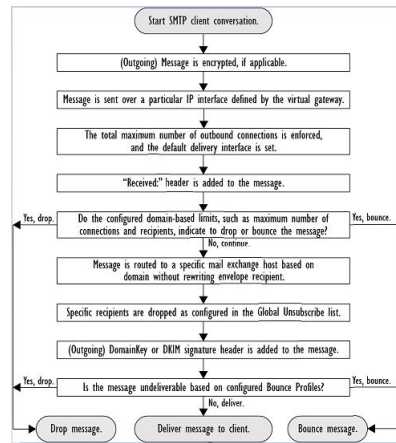 Start SMTP client conversation.
(Outgoing) Message is encrypted, if applicable.
Message is sent over a particular IP interface defined by the virtual gateway.
The total maximum number of outbound connections is enforced,
and the default delivery interface is set.
“Received:” header is added to the message.
Yes, drop.
Do the configured domain-based limits, such as maximum number of
connections and recipients, indicate to drop or bounce the message?
Yes, bounce.
No, continue.
Message is routed to a specific mail exchange host based on
domain without rewriting envelope recipient.
Specific recipients are dropped as configured in the Global Unsubscribe list.
(Outgoing) DomainKey or DKIM signature header is added to the message.
Yes, drop.
Is the message undeliverable based on configured Bounce Profiles?
Yes, bounce.
No, deliver.
Drop message.
Deliver message to client.
Bounce message.